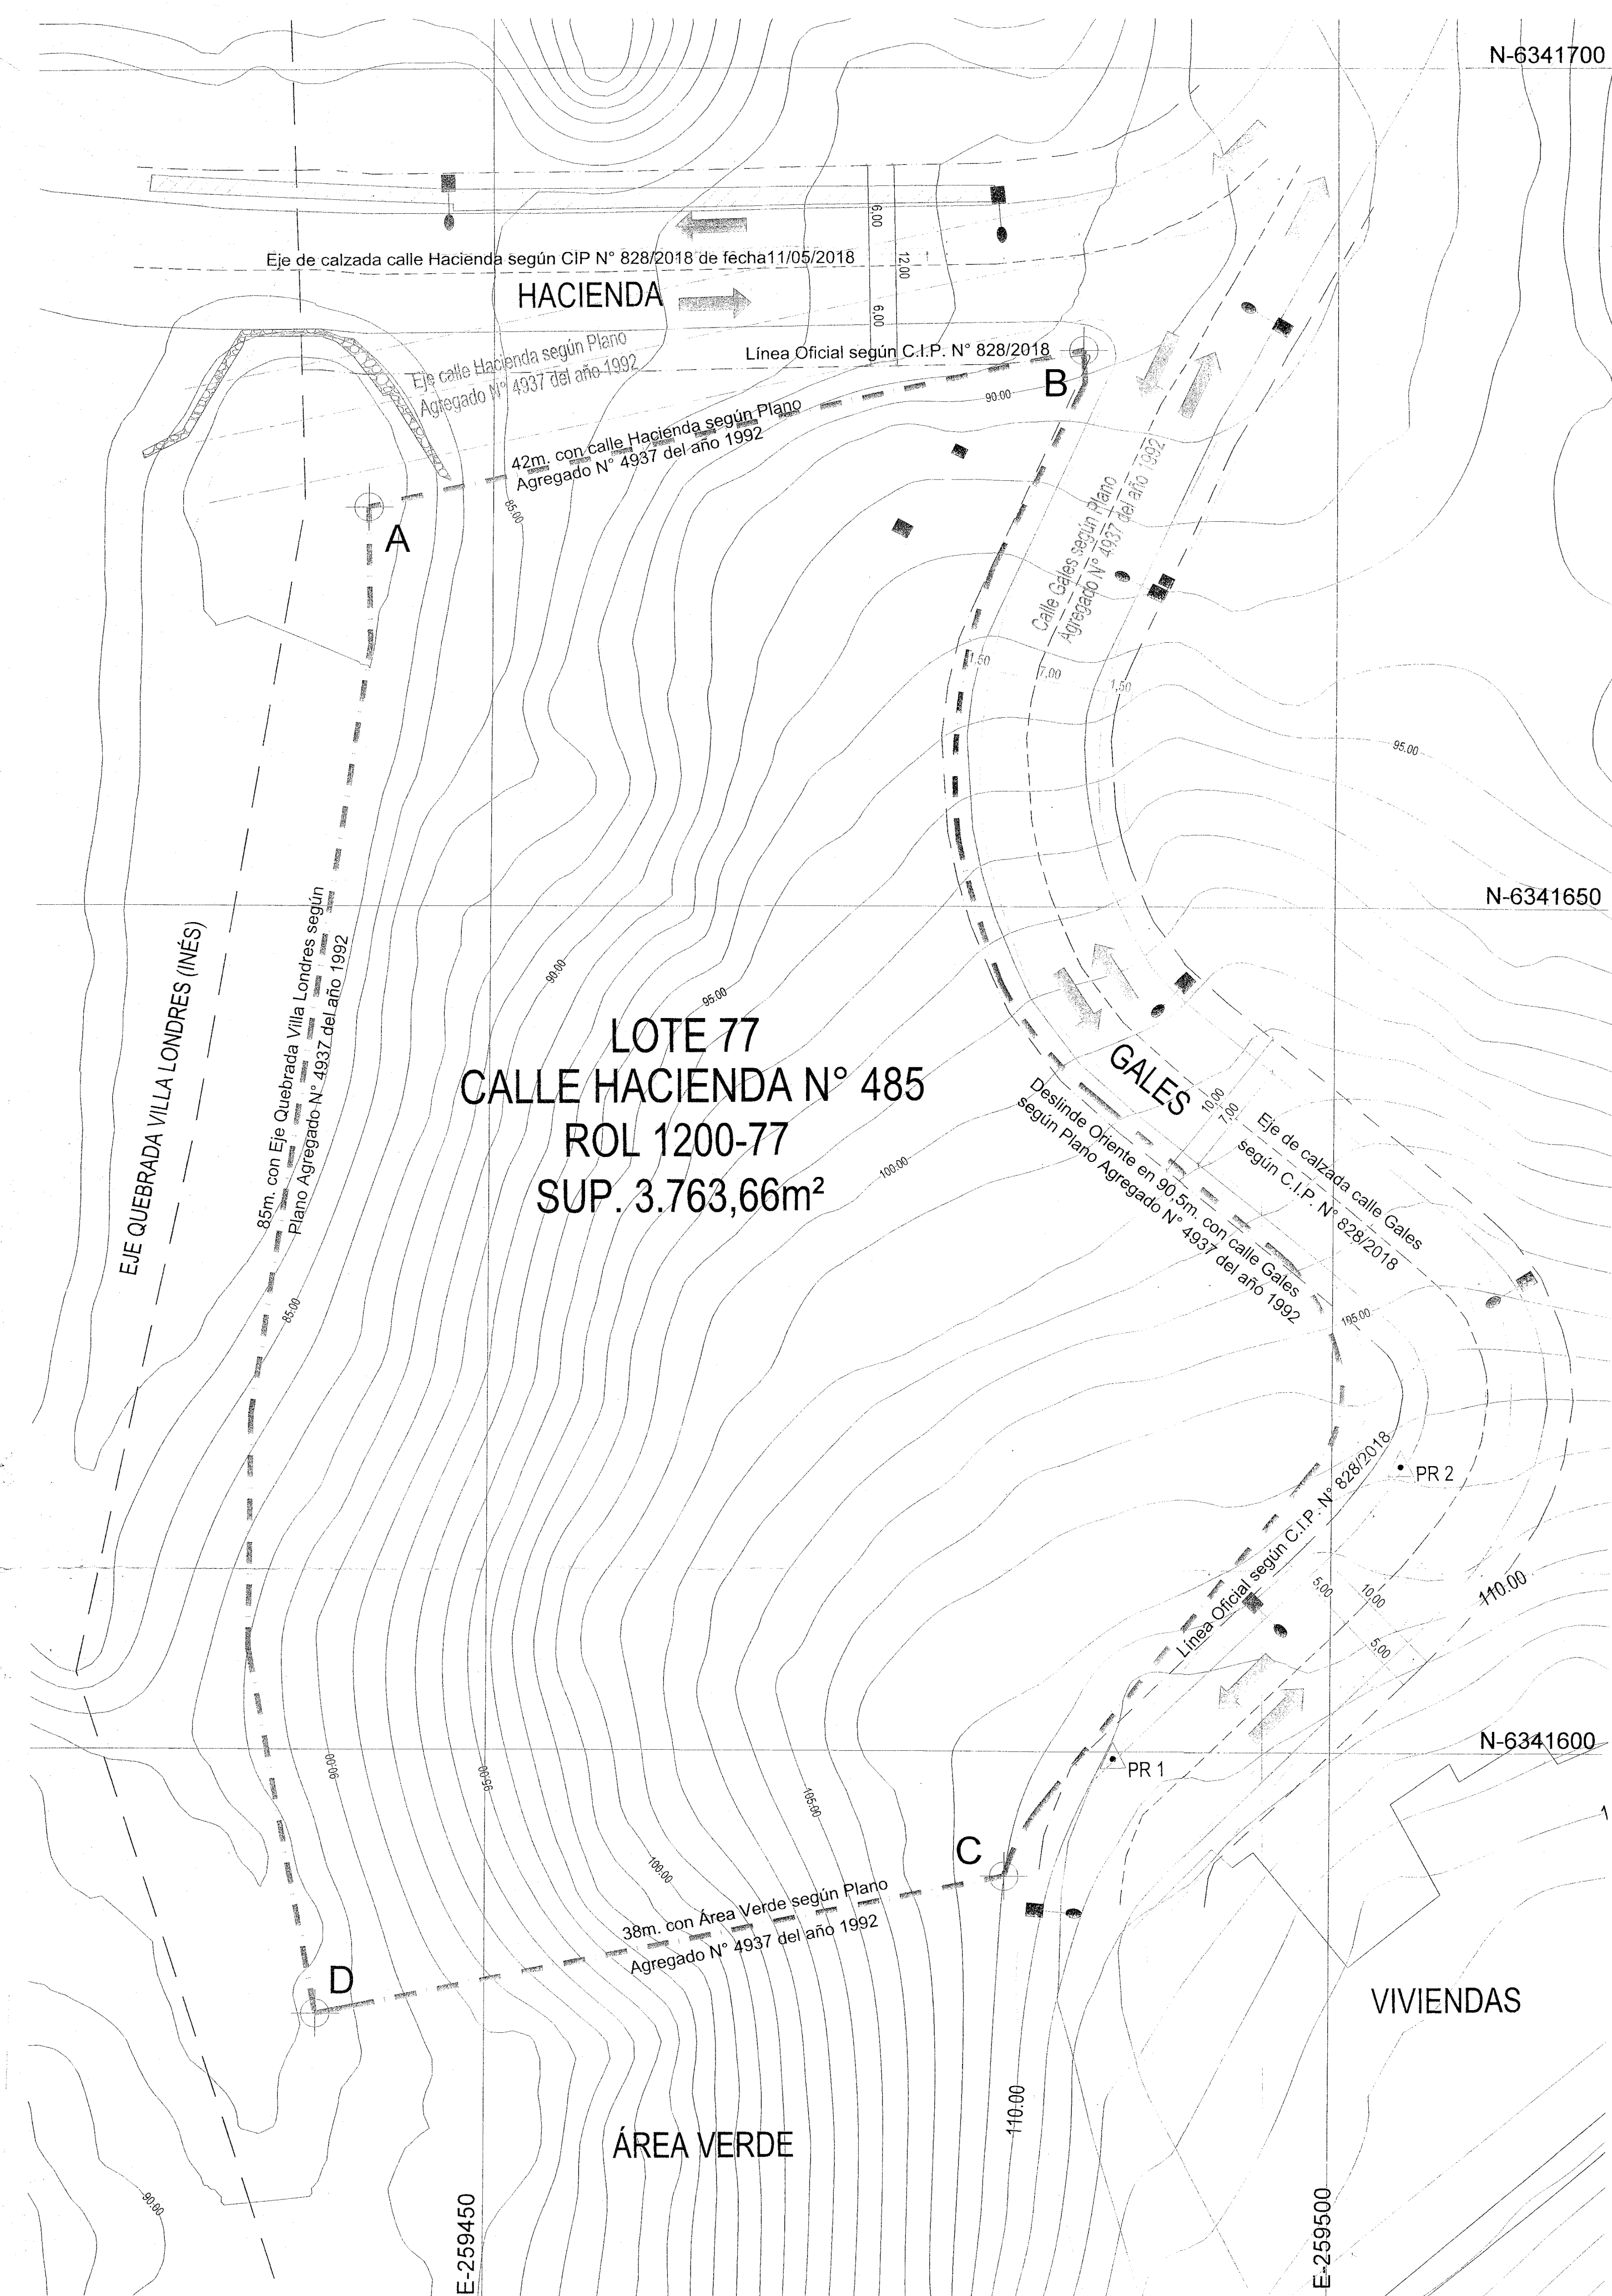 N-6341700
6.00
12.00
Eje de calzada calle Hacienda según CIP N° 828/2018 de fecha11/05/2018
HACIENDA
6.00
Eje calle Hacienda según Plano
Agregado N° 4937 del año 1992
Línea Oficial según C.I.P. N° 828/2018
B
90.00
42m. con calle Hacienda según Plano
Agregado N° 4937 del año 1992
85.00
A
Calle Gales según Plano
Agregado N° 4937 del año 1992
1,50
7,00
1,50
95.00
N-6341650
EJE QUEBRADA VILLA LONDRES (INÉS)
85m. con Eje Quebrada Villa Londres según
Plano Agregado N° 4937 del año 1992
90.00
95.00
LOTE 77
CALLE HACIENDA N° 485
ROL 1200-77
SUP. 3.763,66m²
GALES
10,00
7,00
Deslinde Oriente en 90,5m. con calle Gales
según Plano Agregado N° 4937 del año 1992
Eje de calzada calle Gales
según C.I.P. N° 828/2018
100.00
85.00
105.00
PR 2
Línea Oficial según C.I.P. N° 828/2018
5,00
10,00
5,00
110.00
N-6341600
PR 1
90.00
95.00
105.00
100.00
C
38m. con Área Verde según Plano
Agregado N° 4937 del año 1992
D
VIVIENDAS
110.00
ÁREA VERDE
90.00
E-259450
E-259500